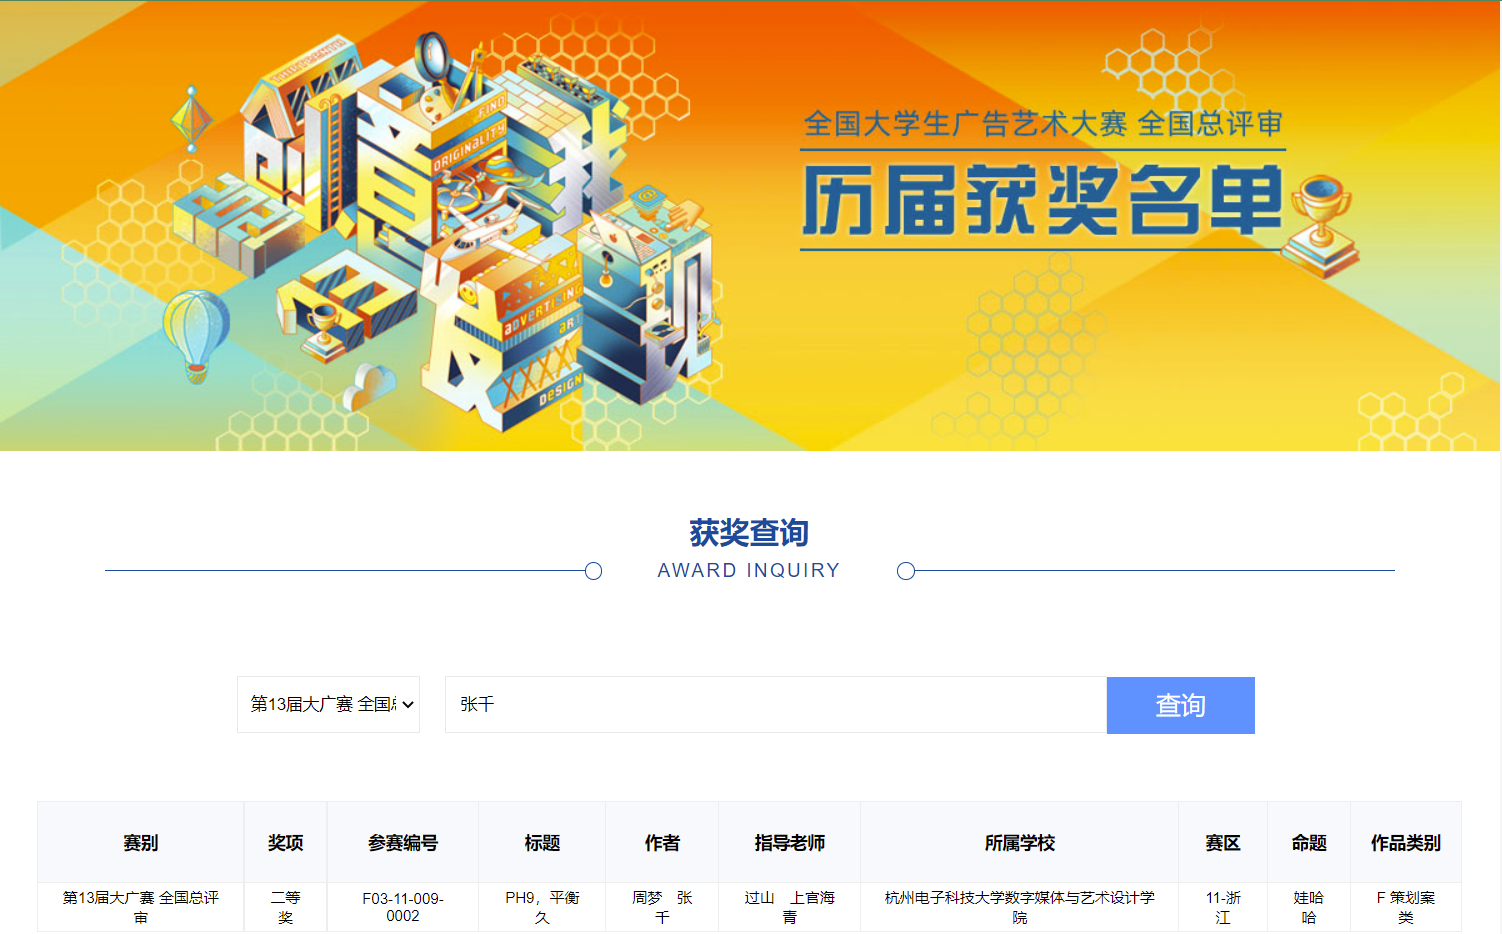 THE FUTURE IS NOW
创意我
FIND
ORIGINALITY
发现
ADVERTISING
ART
DESIGN
全国大学生广告艺术大赛 全国总评审
历届获奖名单
获奖查询
AWARD INQUIRY
第13届大广赛 全国总
张千
查询
赛别 奖项 参赛编号 标题 作者 指导老师 所属学校 赛区 命题 作品类别
第13届大广赛 全国总评 二等 F03-11-009- PH9，平衡 周梦 张 过山 上官海 杭州电子科技大学数字媒体与艺术设计学 11-浙 娃哈 F 策划案
审 奖 0002 久 千 青 院 江 哈 类